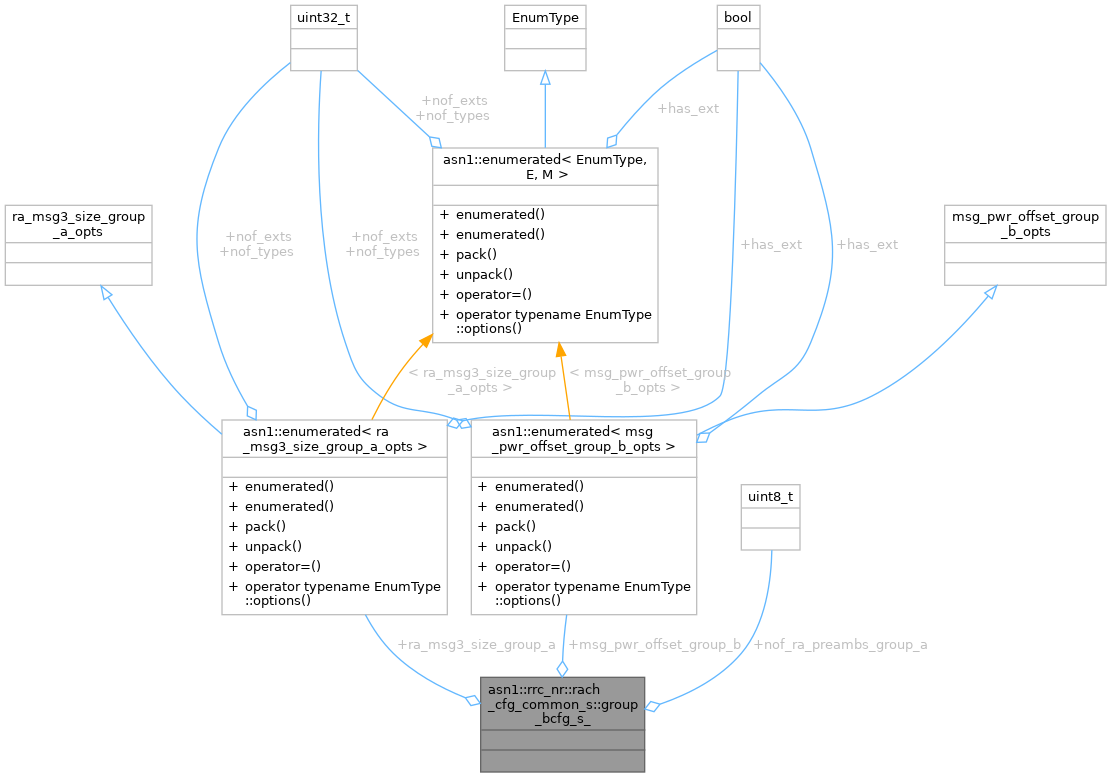 uint32_t
EnumType
bool
+nof_exts
+nof_types
+has_ext
asn1::enumerated< EnumType,
E, M >
+ enumerated()
+ enumerated()
+ pack()
+ unpack()
+ operator=()
+ operator typename EnumType
::options()
ra_msg3_size_group
_a_opts
msg_pwr_offset_group
_b_opts
+nof_exts
+nof_types
+nof_exts
+nof_types
+has_ext
+has_ext
< ra_msg3_size_group
_a_opts >
< msg_pwr_offset_group
_b_opts >
asn1::enumerated< ra
_msg3_size_group_a_opts >
+ enumerated()
+ enumerated()
+ pack()
+ unpack()
+ operator=()
+ operator typename EnumType
::options()
asn1::enumerated< msg
_pwr_offset_group_b_opts >
+ enumerated()
+ enumerated()
+ pack()
+ unpack()
+ operator=()
+ operator typename EnumType
::options()
uint8_t
+ra_msg3_size_group_a
+msg_pwr_offset_group_b
+nof_ra_preambs_group_a
asn1::rrc_nr::rach
_cfg_common_s::group
_bcfg_s_